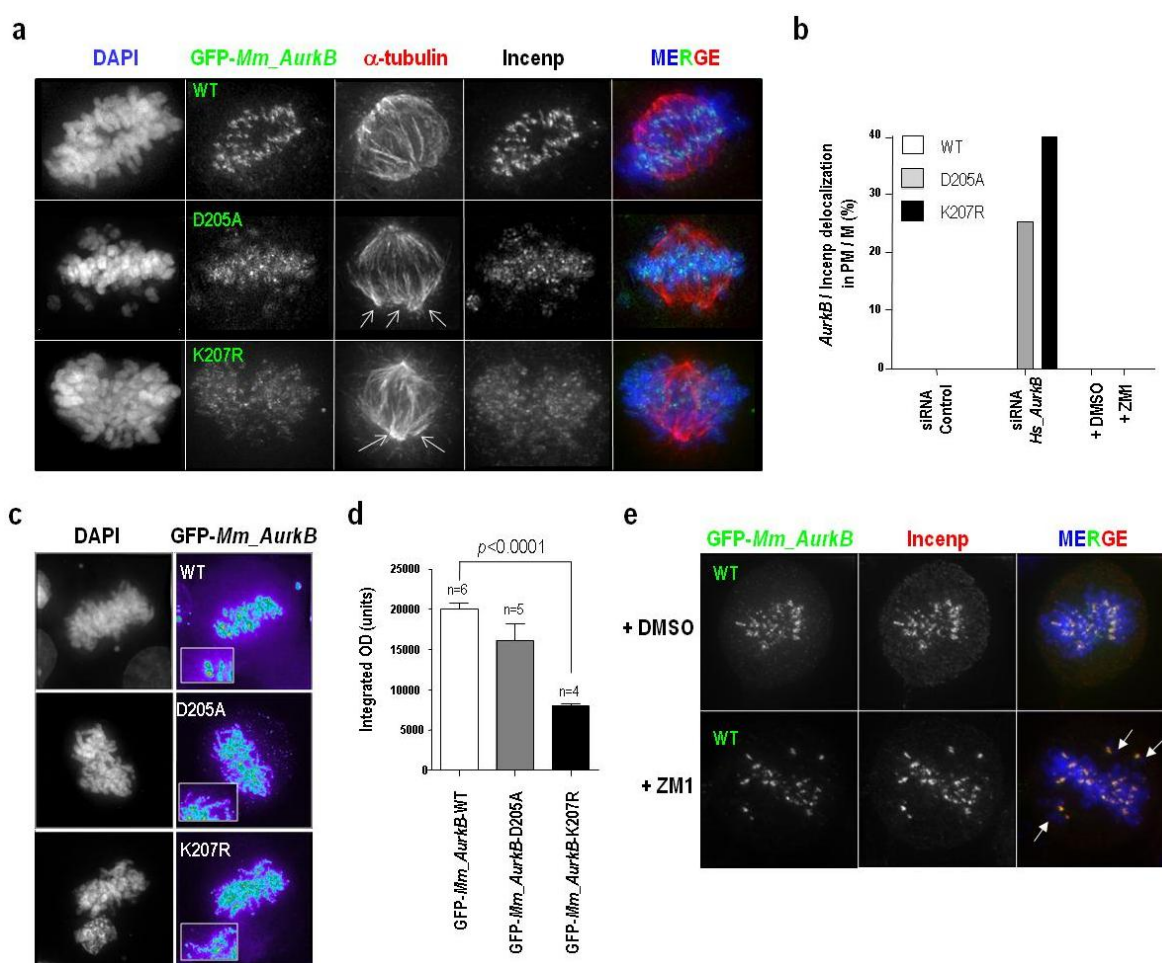 a
DAPI GFP-Mm_AurkB α-tubulin Incenp MERGE
WT
D205A
K207R
b
AurkB / Incenp delocalization
in PM / M (%)
40
30
20
10
0
WT
D205A
K207R
siRNA
Control
siRNA
Hs_AurkB
+ DMSO
+ ZM1
c
DAPI GFP-Mm_AurkB
WT
D205A
K207R
d
p<0.0001
Integrated OD (units)
25000
20000
15000
10000
5000
0
n=6
n=5
n=4
GFP-Mm_AurkB-WT
GFP-Mm_AurkB-D205A
GFP-Mm_AurkB-K207R
e
GFP-Mm_AurkB Incenp MERGE
+ DMSO
WT
+ ZM1
WT